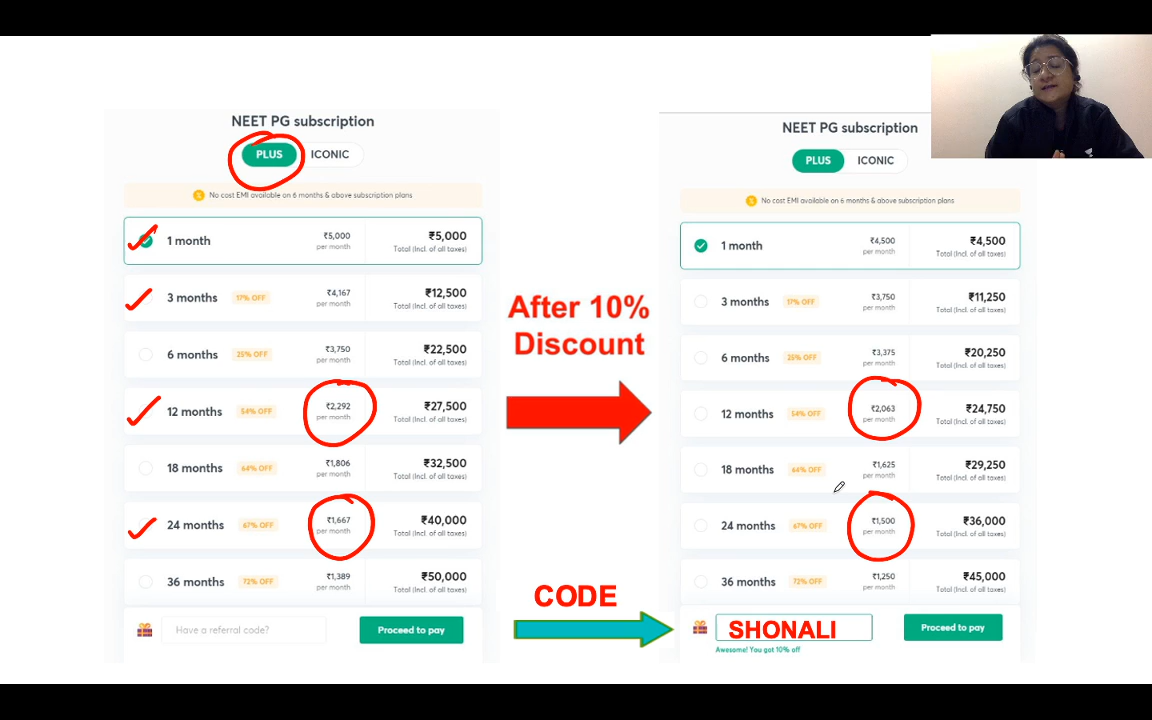 NEET PG subscription
PLUS ICONIC
No cost EMI available on 6 months & above subscription plans
1 month ₹5,000 per month ₹5,000 Total (Incl. of all taxes)
3 months 17% OFF ₹4,167 per month ₹12,500 Total (Incl. of all taxes)
6 months 25% OFF ₹3,750 per month ₹22,500 Total (Incl. of all taxes)
12 months 54% OFF ₹2,292 per month ₹27,500 Total (Incl. of all taxes)
18 months 64% OFF ₹1,806 per month ₹32,500 Total (Incl. of all taxes)
24 months 67% OFF ₹1,667 per month ₹40,000 Total (Incl. of all taxes)
36 months 72% OFF ₹1,389 per month ₹50,000 Total (Incl. of all taxes)
Have a referral code? Proceed to pay
After 10%
Discount
CODE
NEET PG subscription
PLUS ICONIC
No cost EMI available on 6 months & above subscription plans
1 month ₹4,500 per month ₹4,500 Total (Incl. of all taxes)
3 months 17% OFF ₹3,750 per month ₹11,250 Total (Incl. of all taxes)
6 months 25% OFF ₹3,375 per month ₹20,250 Total (Incl. of all taxes)
12 months 54% OFF ₹2,063 per month ₹24,750 Total (Incl. of all taxes)
18 months 64% OFF ₹1,625 per month ₹29,250 Total (Incl. of all taxes)
24 months 67% OFF ₹1,500 per month ₹36,000 Total (Incl. of all taxes)
36 months 72% OFF ₹1,250 per month ₹45,000 Total (Incl. of all taxes)
SHONALI Proceed to pay
Awesome! You got 10% off